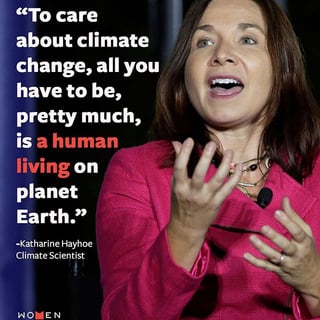 “To care
about climate
change, all you
have to be,
pretty much,
is a human
living on
planet
Earth.”
-Katharine Hayhoe
Climate Scientist
WOMEN